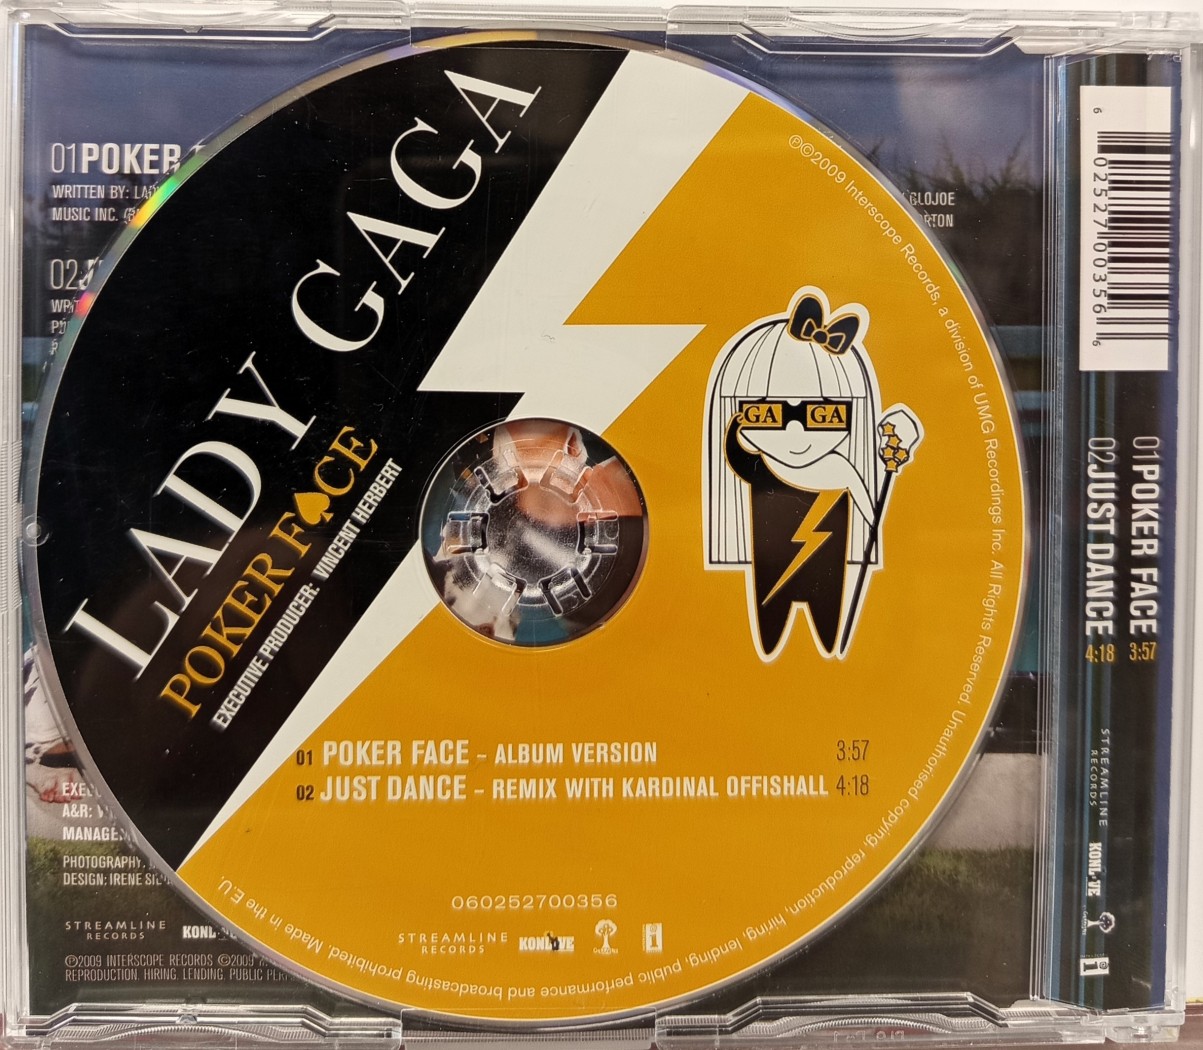 LADY GAGA
POKER F♠CE
EXECUTIVE PRODUCER: VINCENT HERBERT
GA GA
01 POKER FACE – ALBUM VERSION 3:57
02 JUST DANCE – REMIX WITH KARDINAL OFFISHALL 4:18
060252700356
STREAMLINE
RECORDS
KONLIVE
i
℗©2009 Interscope Records, a division of UMG Recordings Inc. All Rights Reserved. Unauthorised copying, reproduction, hiring, lending, public performance and broadcasting prohibited. Made in the E.U.
01POKER
WRITTEN BY:
MUSIC INC.
GLOJOE
02J
A&R:
PHOTOGRAPHY,
DESIGN: IRENE
STREAMLINE
RECORDS
℗2009 INTERSCOPE RECORDS ©2009
REPRODUCTION, HIRING, LENDING, PUBLIC
6 02527 00356 6
01POKER FACE 3:57
02JUST DANCE 4:18
STREAMLINE
RECORDS
i